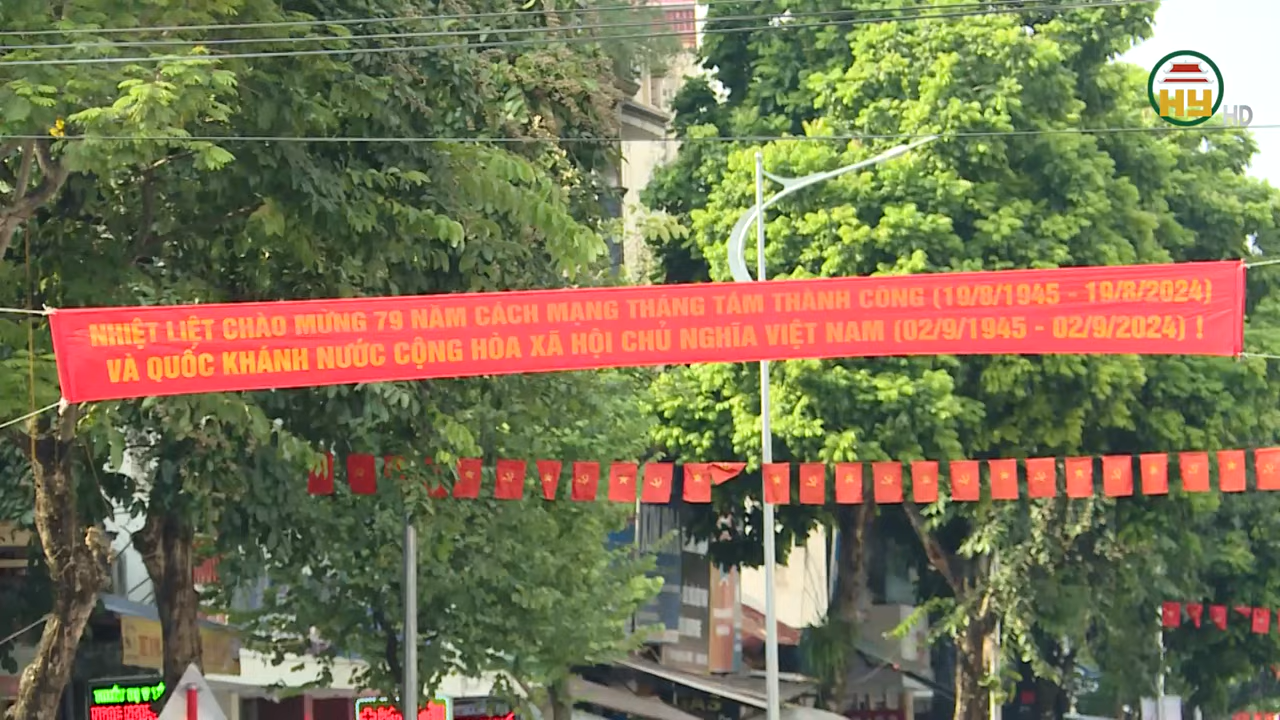 HY HD
NHIỆT LIỆT CHÀO MỪNG 79 NĂM CÁCH MẠNG THÁNG TÁM THÀNH CÔNG (19/8/1945 - 19/8/2024)
VÀ QUỐC KHÁNH NƯỚC CỘNG HÒA XÃ HỘI CHỦ NGHĨA VIỆT NAM (02/9/1945 - 02/9/2024) !